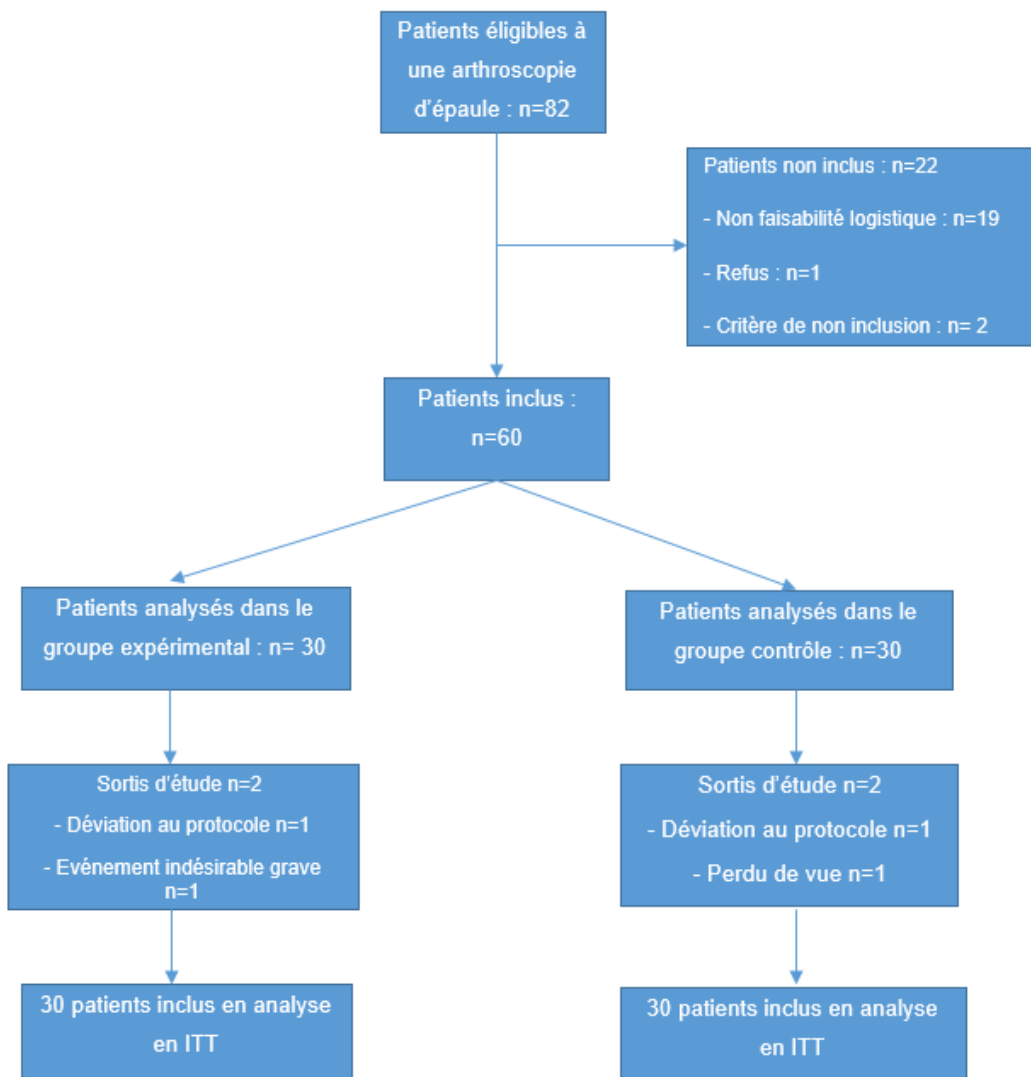 Patients éligibles à
une arthroscopie
d'épaule : n=82
Patients non inclus : n=22
- Non faisabilité logistique : n=19
- Refus : n=1
- Critère de non inclusion : n= 2
Patients inclus :
n=60
Patients analysés dans le
groupe expérimental : n= 30
Patients analysés dans le
groupe contrôle : n=30
Sortis d'étude n=2
- Déviation au protocole n=1
- Evénement indésirable grave
n=1
Sortis d'étude n=2
- Déviation au protocole n=1
- Perdu de vue n=1
30 patients inclus en analyse
en ITT
30 patients inclus en analyse
en ITT